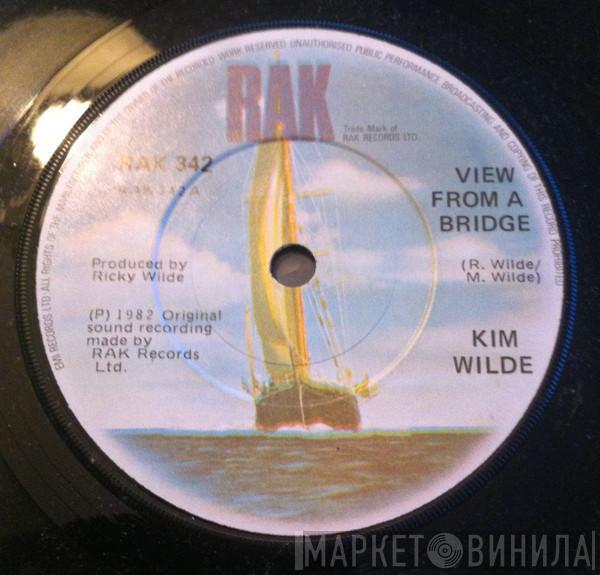 EMI RECORDS LTD ALL RIGHTS OF THE MANUFACTURER AND OF THE OWNER OF THE RECORDED WORK RESERVED UNAUTHORISED PUBLIC PERFORMANCE BROADCASTING AND COPYING OF THIS RECORD PROHIBITED
RAK
Trade Mark of
RAK RECORDS LTD.
RAK 342
RAK 342 A
VIEW
FROM A
BRIDGE
Produced by
Ricky Wilde
(R. Wilde/
M. Wilde)
(P) 1982 Original
sound recording
made by
RAK Records
Ltd.
KIM
WILDE
МАРКЕТ ВИНИЛА